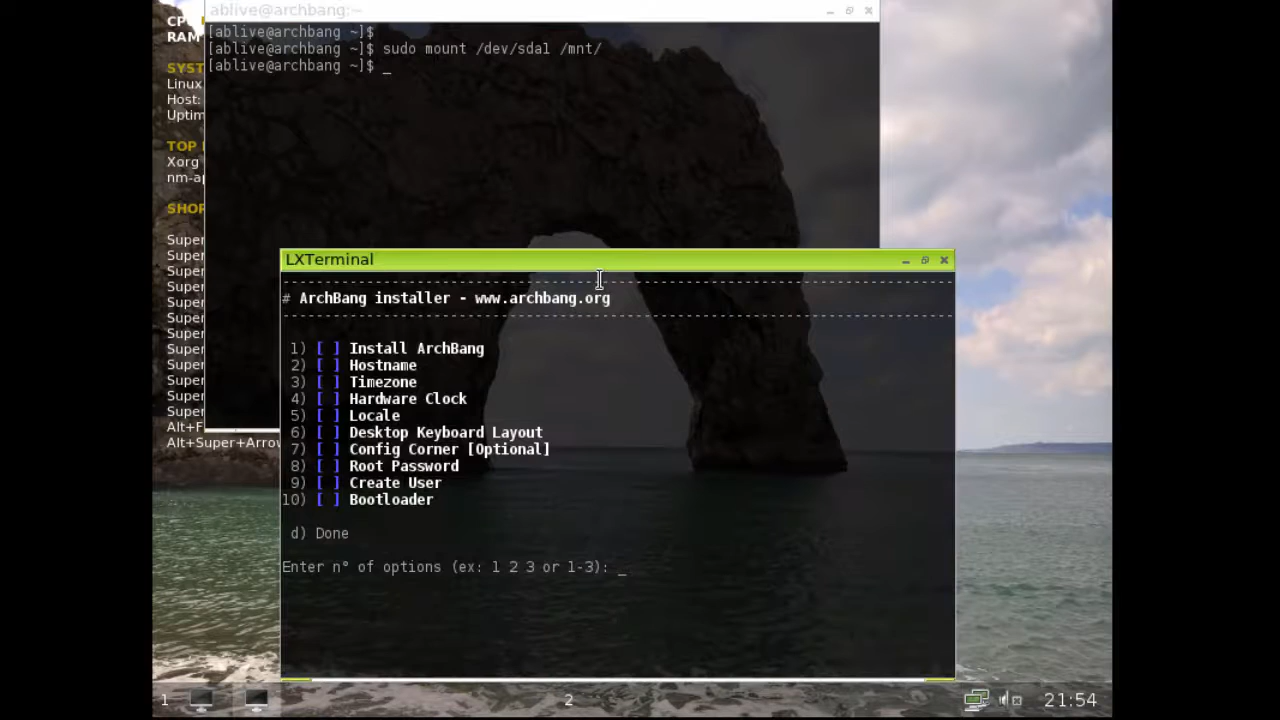 CPU
RAM
SYST
Linux
Host:
Uptim
TOP
Xorg
nm-ap
SHOR
Super
Super
Super
Super
Super
Super
Super
Super
Super
Super
Super
Super
Alt+F
Alt+Super+Arrow
ablive@archbang:~
[ablive@archbang ~]$
[ablive@archbang ~]$ sudo mount /dev/sda1 /mnt/
[ablive@archbang ~]$ _
LXTerminal
# ArchBang installer - www.archbang.org
1) [ ] Install ArchBang
2) [ ] Hostname
3) [ ] Timezone
4) [ ] Hardware Clock
5) [ ] Locale
6) [ ] Desktop Keyboard Layout
7) [ ] Config Corner [Optional]
8) [ ] Root Password
9) [ ] Create User
10) [ ] Bootloader
d) Done
Enter n° of options (ex: 1 2 3 or 1-3): _
1
2
21:54